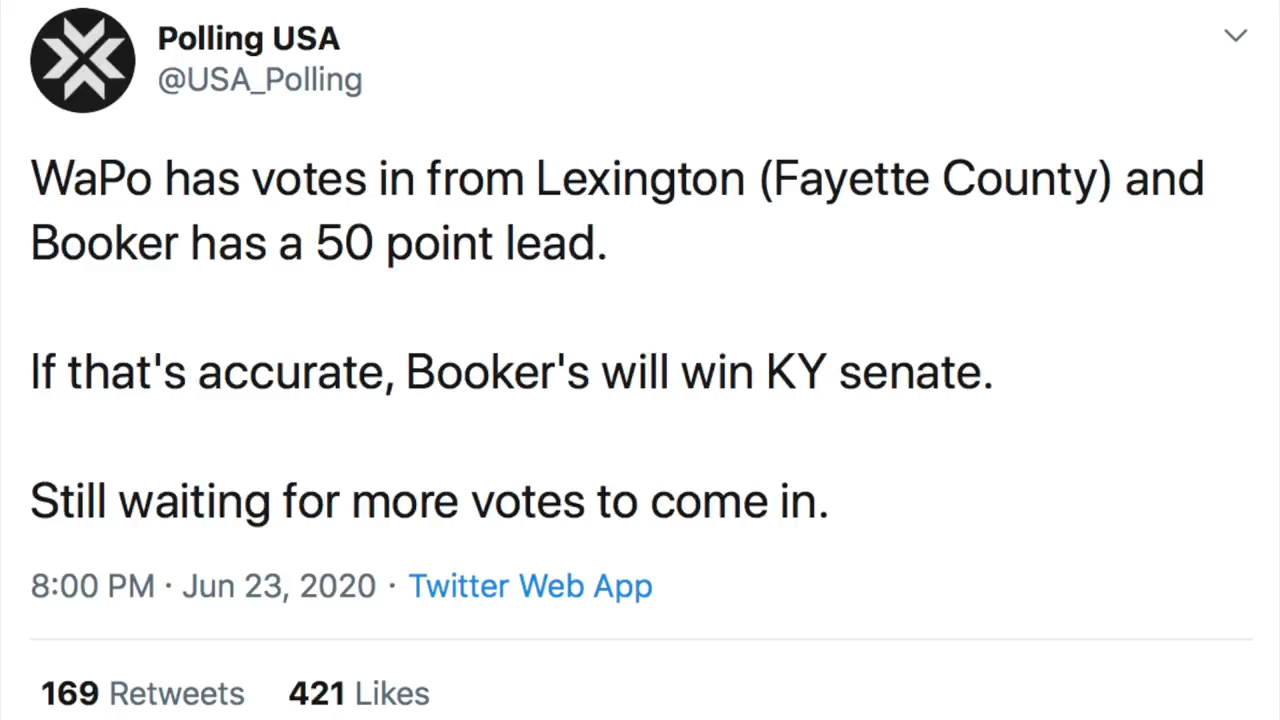 Polling USA
@USA_Polling
WaPo has votes in from Lexington (Fayette County) and
Booker has a 50 point lead.
If that's accurate, Booker's will win KY senate.
Still waiting for more votes to come in.
8:00 PM · Jun 23, 2020 · Twitter Web App
169 Retweets 421 Likes